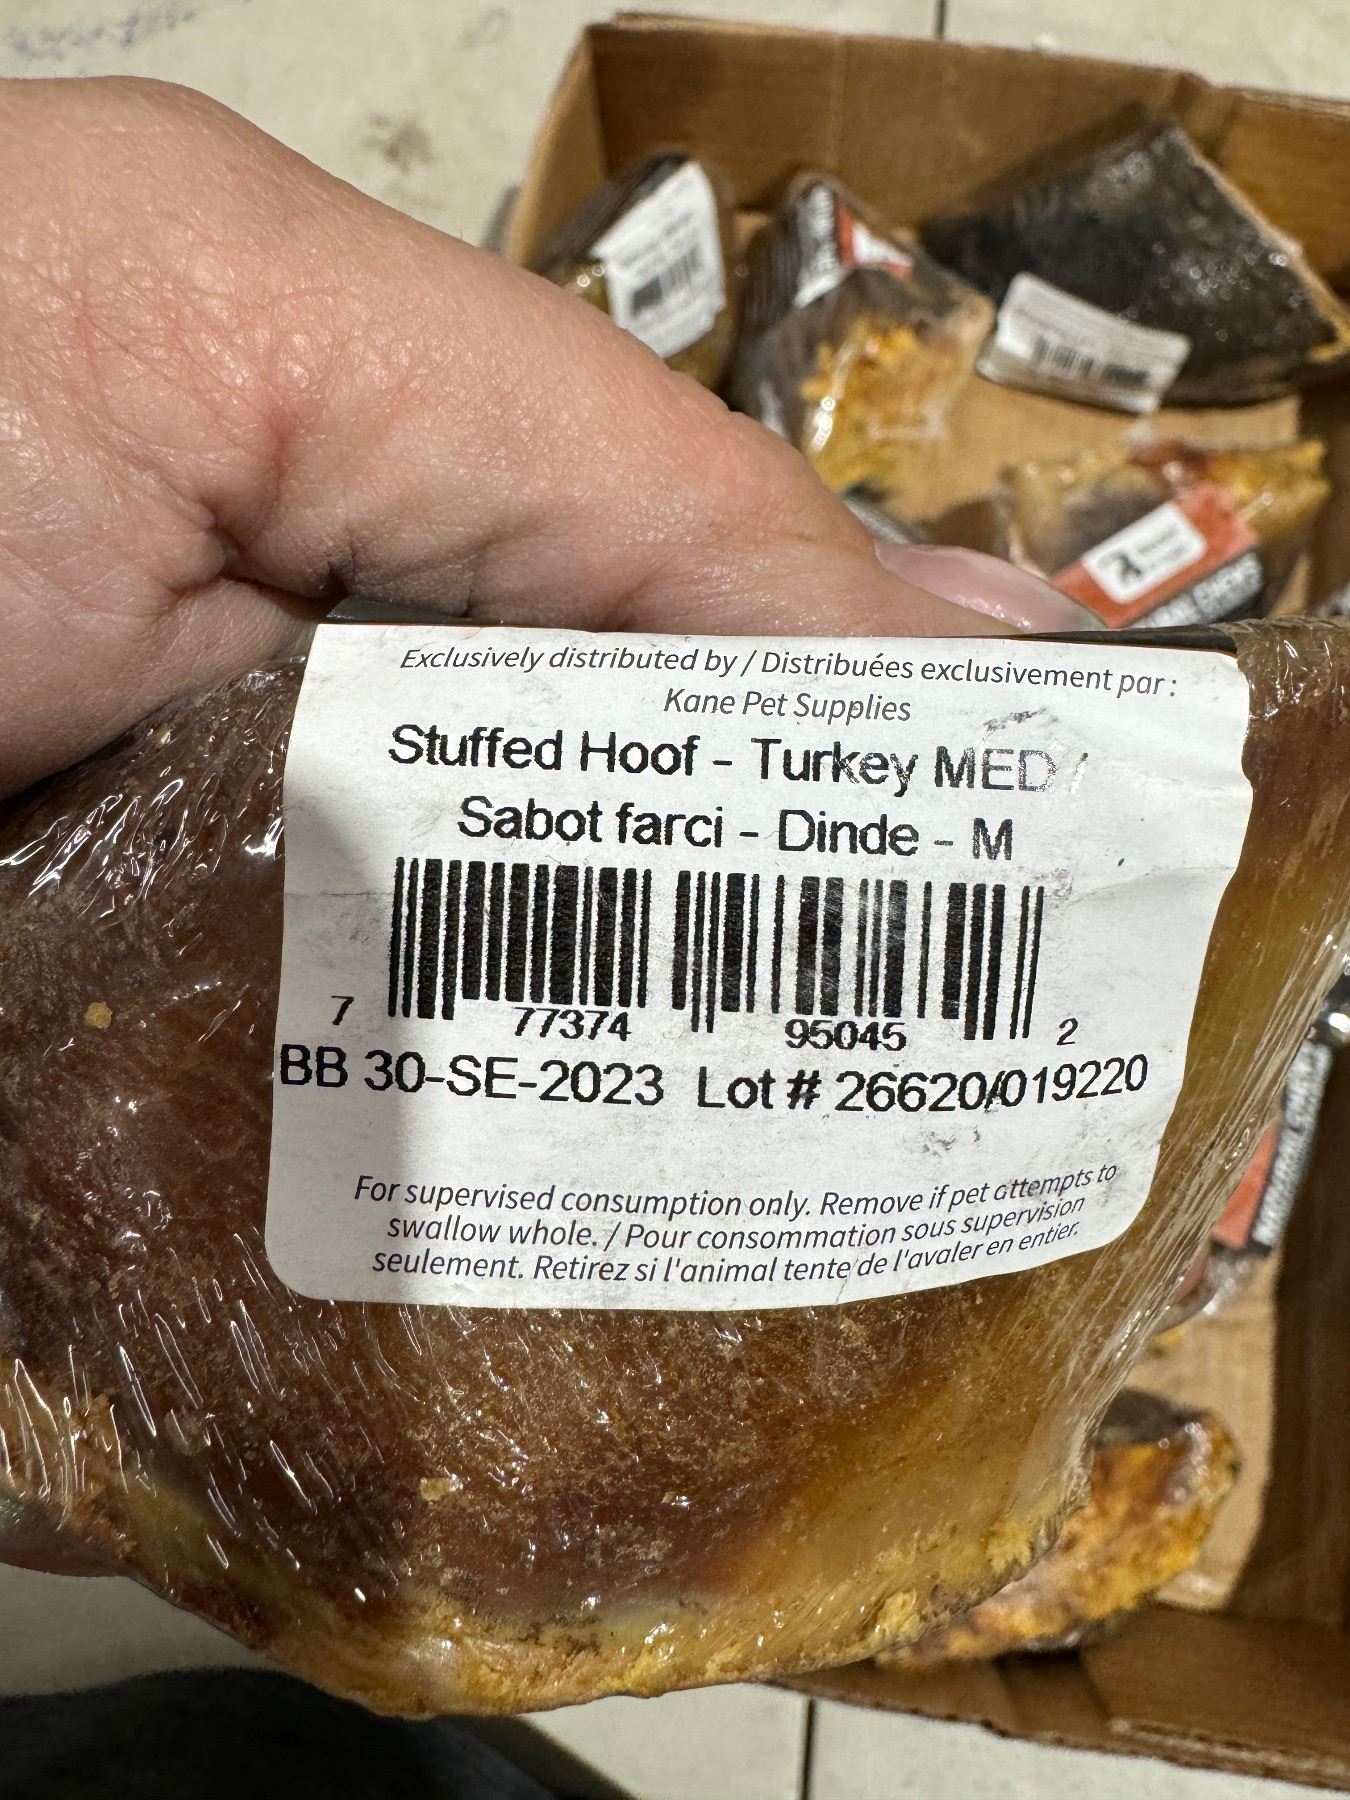 Exclusively distributed by / Distribuées exclusivement par :
Kane Pet Supplies
Stuffed Hoof - Turkey MED /
Sabot farci - Dinde - M
7 77374 95045 2
BB 30-SE-2023 Lot # 26620/019220
For supervised consumption only. Remove if pet attempts to
swallow whole. / Pour consommation sous supervision
seulement. Retirez si l'animal tente de l'avaler en entier.